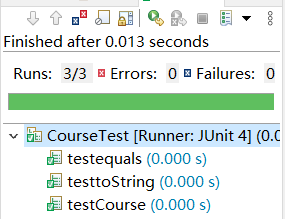 Finished after 0.013 seconds
Runs: 3/3 Errors: 0 Failures: 0
CourseTest [Runner: JUnit 4] (0.0
testequals (0.000 s)
testtoString (0.000 s)
testCourse (0.000 s)